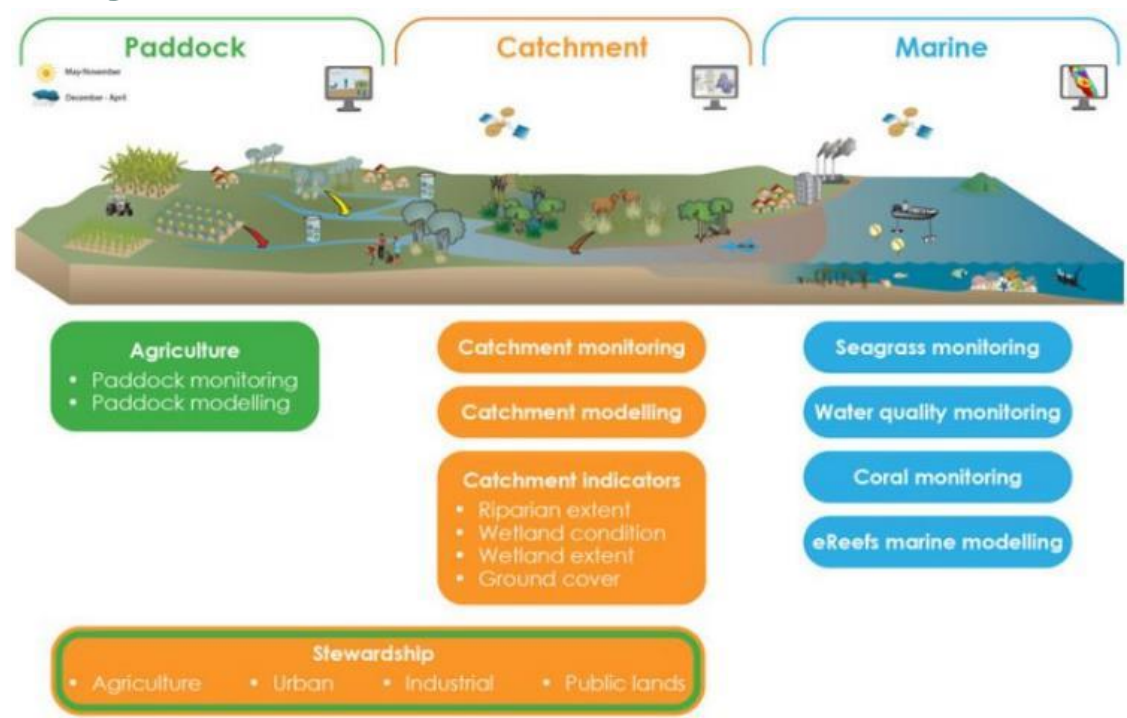 Paddock
Catchment
Marine
May-November
December - April
Agriculture
• Paddock monitoring
• Paddock modelling
Catchment monitoring
Catchment modelling
Catchment indicators
• Riparian extent
• Wetland condition
• Wetland extent
• Ground cover
Seagrass monitoring
Water quality monitoring
Coral monitoring
eReefs marine modelling
Stewardship
• Agriculture • Urban • Industrial • Public lands